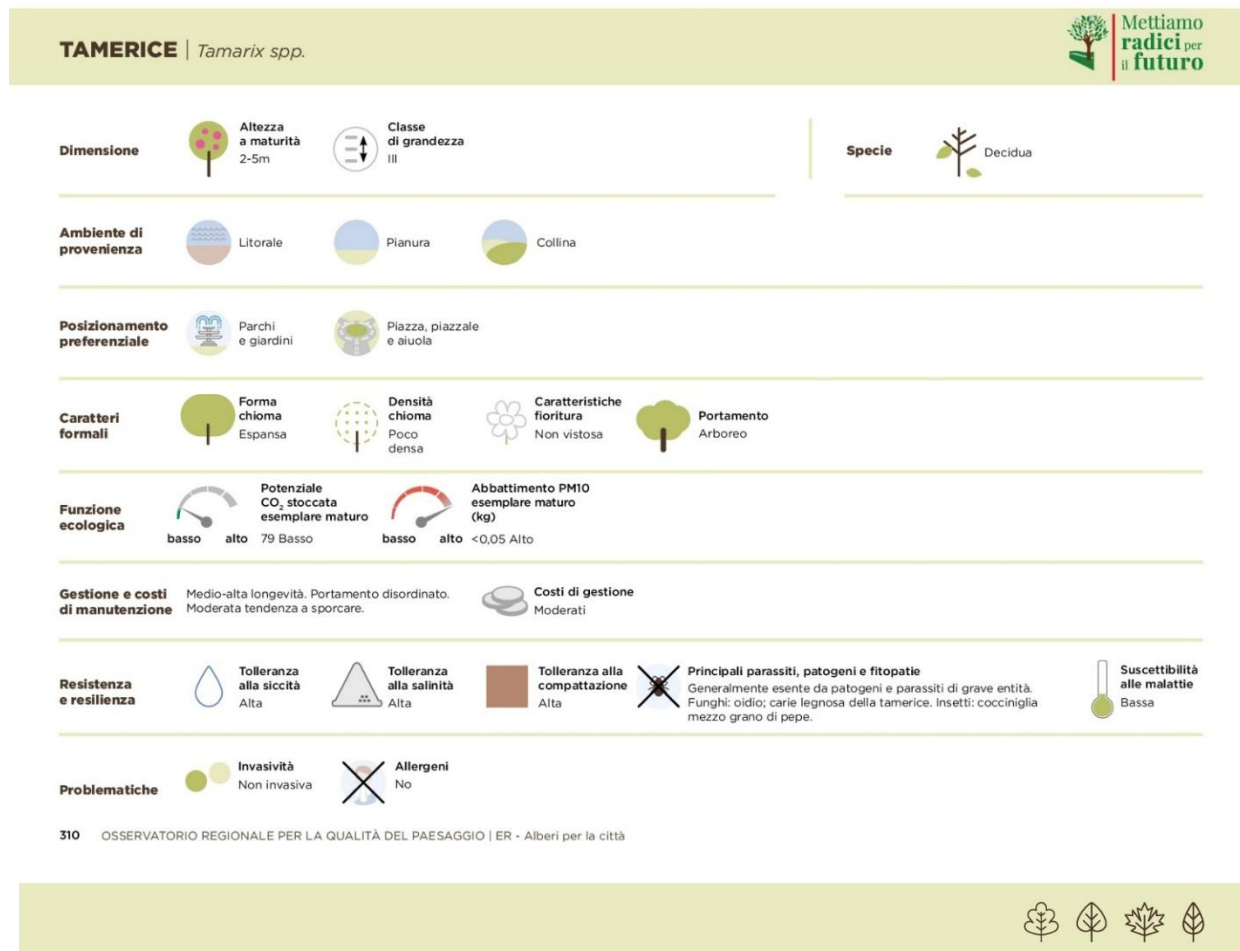 TAMERICE | Tamarix spp.
Mettiamo
radici per
il futuro
Dimensione
Altezza
a maturità
2-5m
Classe
di grandezza
III
Specie
Decidua
Ambiente di
provenienza
Litorale
Pianura
Collina
Posizionamento
preferenziale
Parchi
e giardini
Piazza, piazzale
e aiuola
Caratteri
formali
Forma
chioma
Espansa
Densità
chioma
Poco
densa
Caratteristiche
fioritura
Non vistosa
Portamento
Arboreo
Funzione
ecologica
basso alto
Potenziale
CO₂ stoccata
esemplare maturo
79 Basso
basso alto
Abbattimento PM10
esemplare maturo
(kg)
<0,05 Alto
Gestione e costi
di manutenzione
Medio-alta longevità. Portamento disordinato.
Moderata tendenza a sporcare.
Costi di gestione
Moderati
Resistenza
e resilienza
Tolleranza
alla siccità
Alta
Tolleranza
alla salinità
Alta
Tolleranza alla
compattazione
Alta
Principali parassiti, patogeni e fitopatie
Generalmente esente da patogeni e parassiti di grave entità.
Funghi: oidio; carie legnosa della tamerice. Insetti: cocciniglia
mezzo grano di pepe.
Suscettibilità
alle malattie
Bassa
Problematiche
Invasività
Non invasiva
Allergeni
No
310 OSSERVATORIO REGIONALE PER LA QUALITÀ DEL PAESAGGIO | ER - Alberi per la città